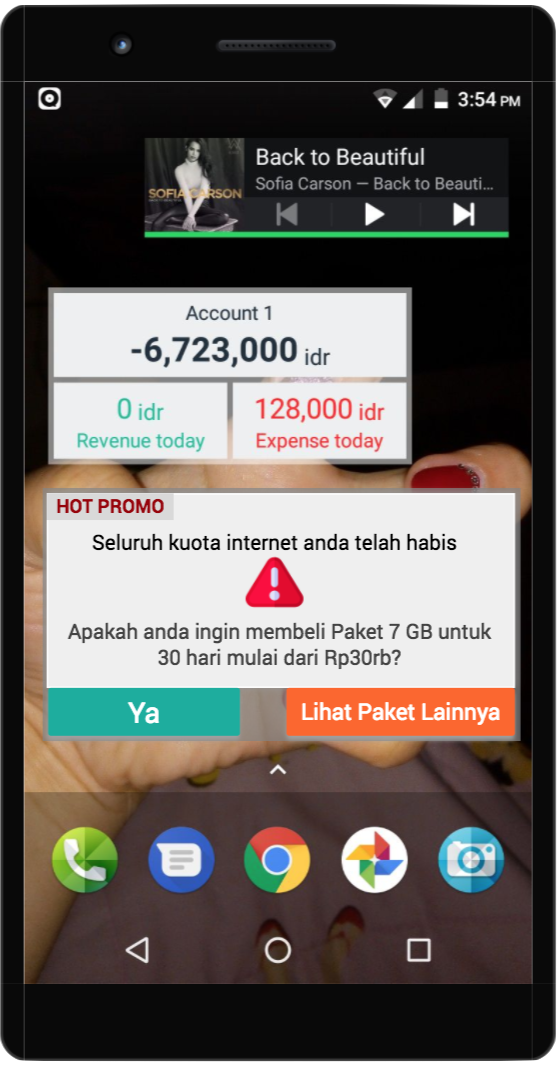 3:54 PM
Back to Beautiful
Sofia Carson — Back to Beauti...
SOFIA CARSON
Account 1
-6,723,000 idr
0 idr
Revenue today
128,000 idr
Expense today
HOT PROMO
Seluruh kuota internet anda telah habis
Apakah anda ingin membeli Paket 7 GB untuk
30 hari mulai dari Rp30rb?
Ya
Lihat Paket Lainnya